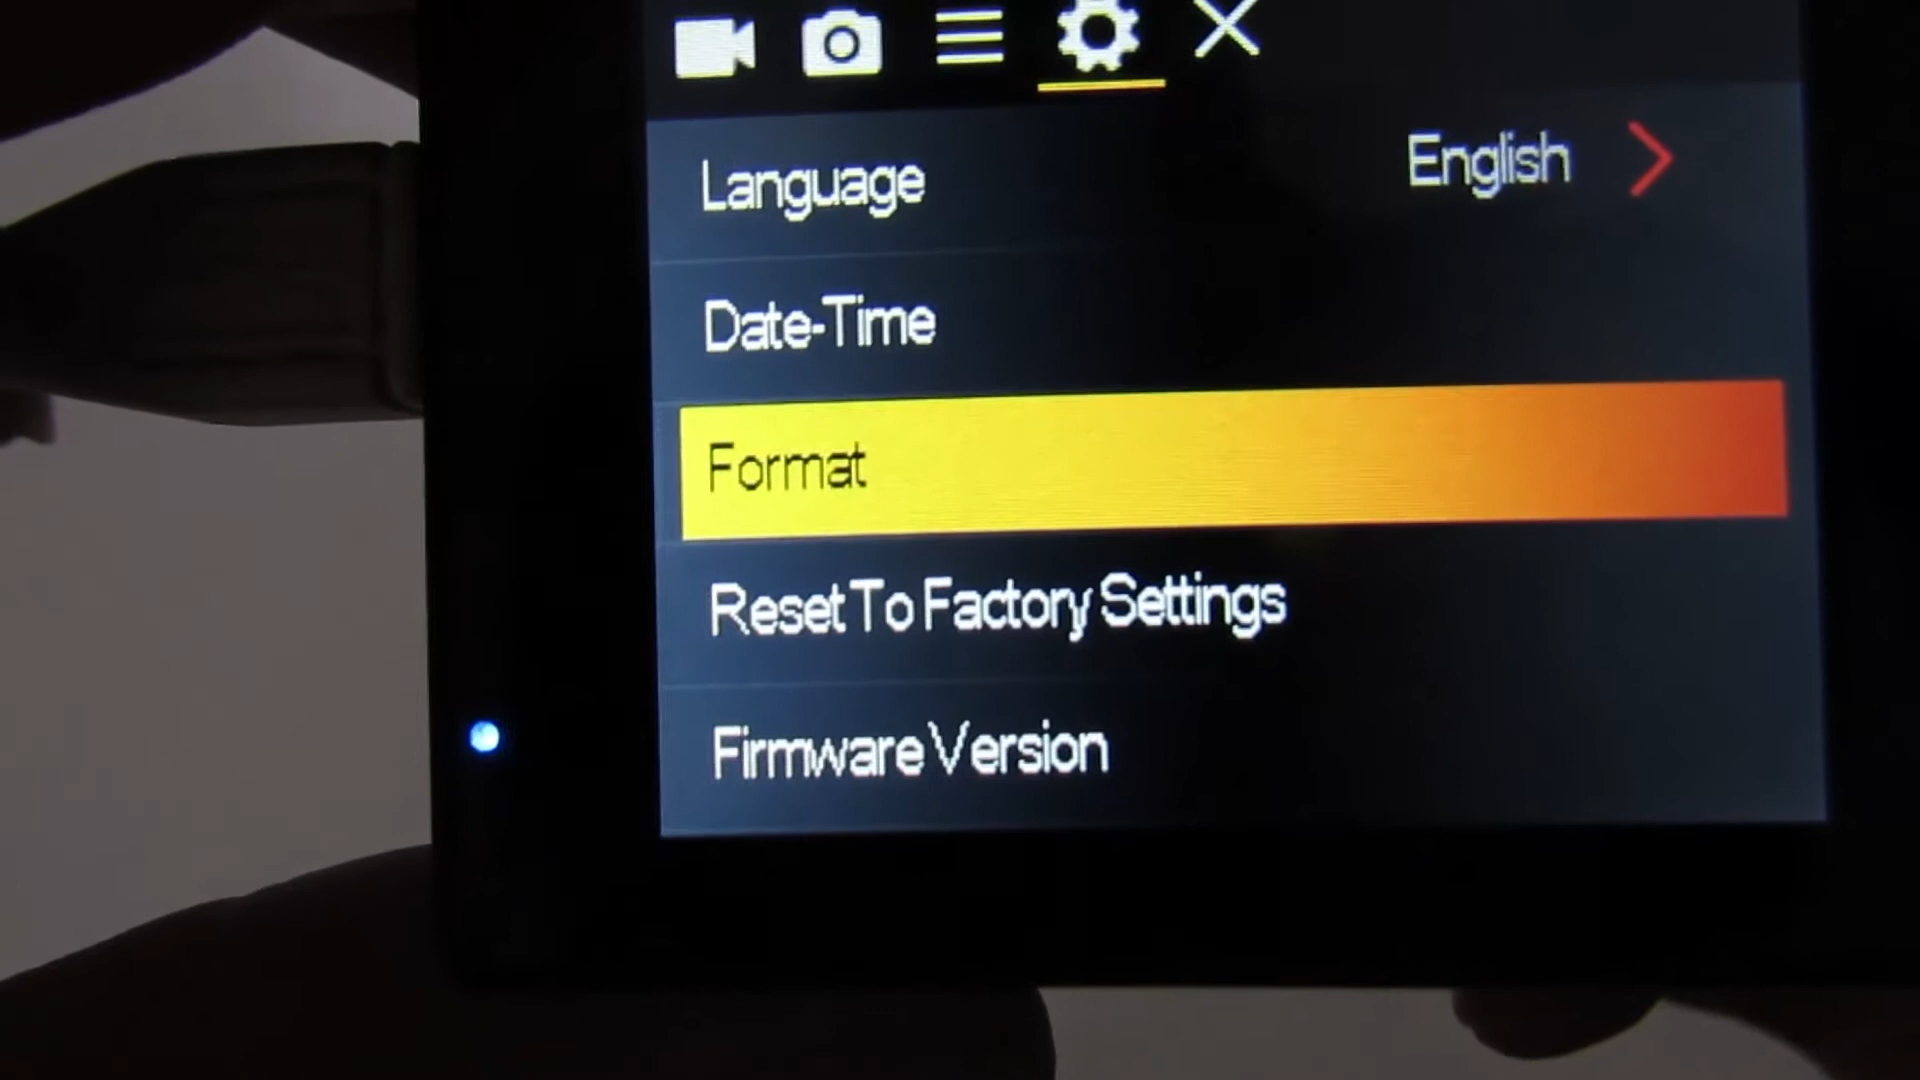 Language English
Date-Time
Format
Reset To Factory Settings
Firmware Version